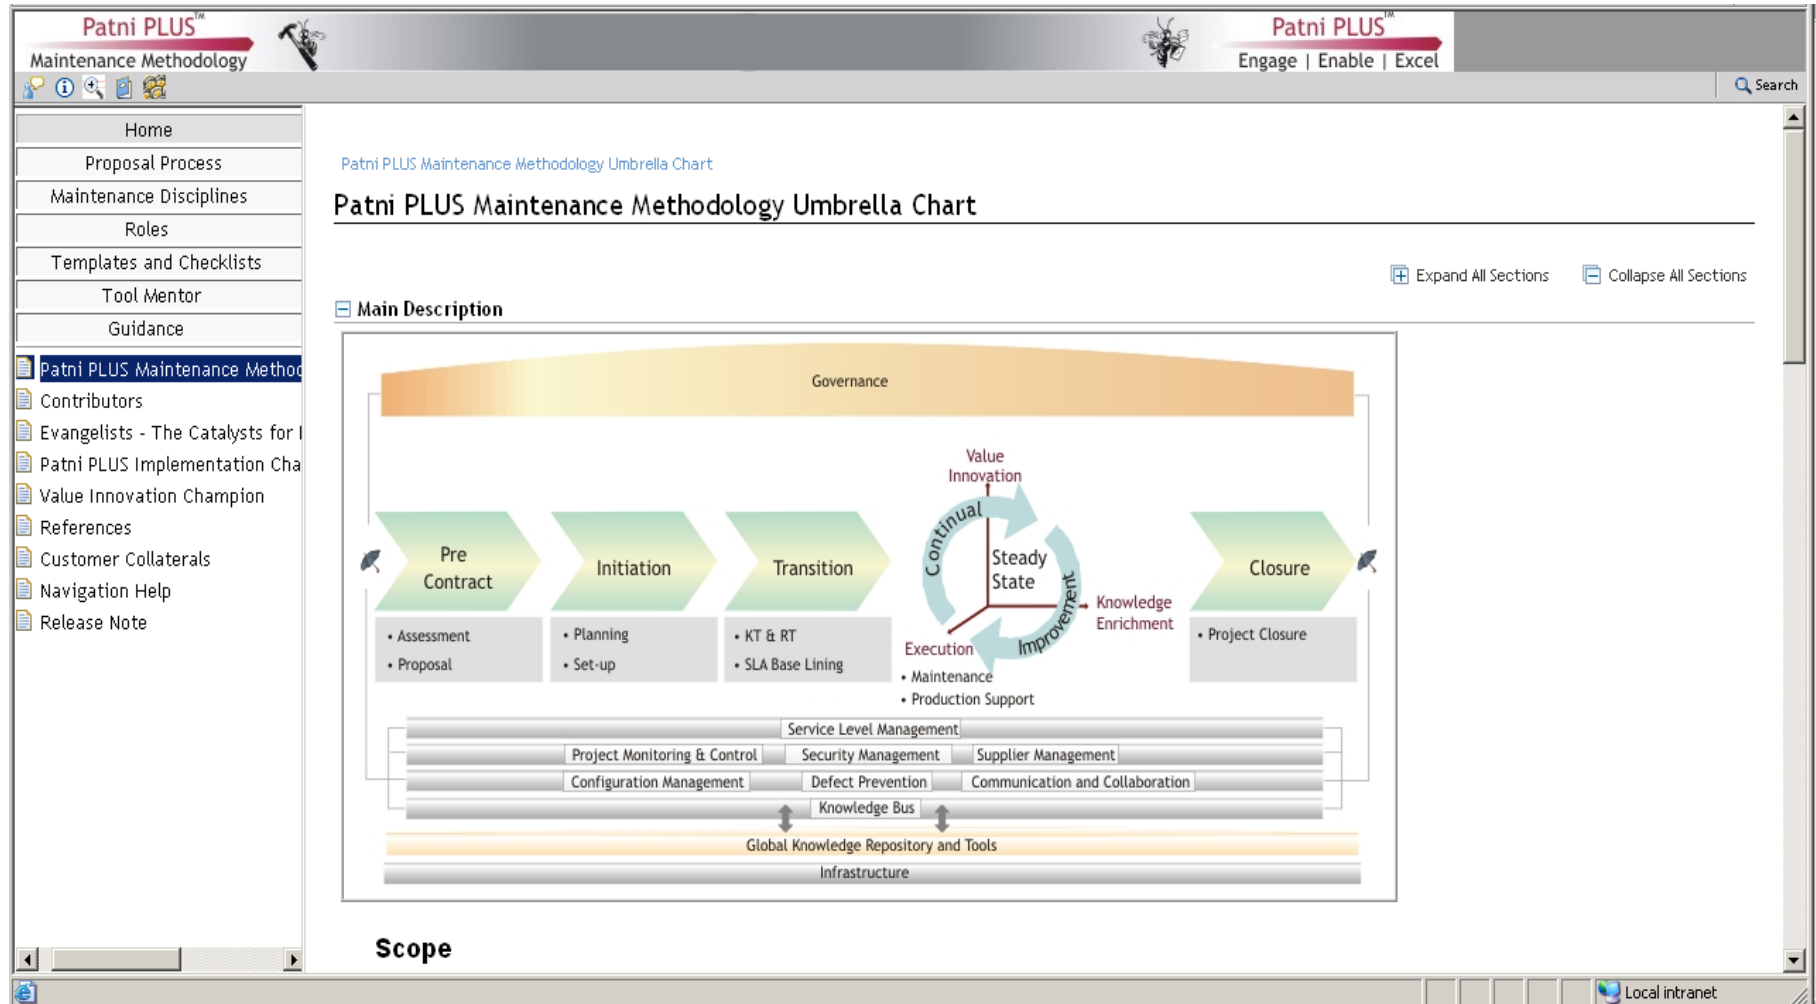 Patni PLUS™
Maintenance Methodology
Patni PLUS™
Engage | Enable | Excel
Search
Home
Proposal Process
Maintenance Disciplines
Roles
Templates and Checklists
Tool Mentor
Guidance
Patni PLUS Maintenance Method
Contributors
Evangelists - The Catalysts for I
Patni PLUS Implementation Cha
Value Innovation Champion
References
Customer Collaterals
Navigation Help
Release Note
Patni PLUS Maintenance Methodology Umbrella Chart
Patni PLUS Maintenance Methodology Umbrella Chart
Expand All Sections
Collapse All Sections
Main Description
Governance
Pre
Contract
• Assessment
• Proposal
Initiation
• Planning
• Set-up
Transition
• KT & RT
• SLA Base Lining
Value
Innovation
Continual
Improvement
Steady
State
Knowledge
Enrichment
Execution
• Maintenance
• Production Support
Closure
• Project Closure
Service Level Management
Project Monitoring & Control Security Management Supplier Management
Configuration Management Defect Prevention Communication and Collaboration
Knowledge Bus
Global Knowledge Repository and Tools
Infrastructure
Scope
Local intranet